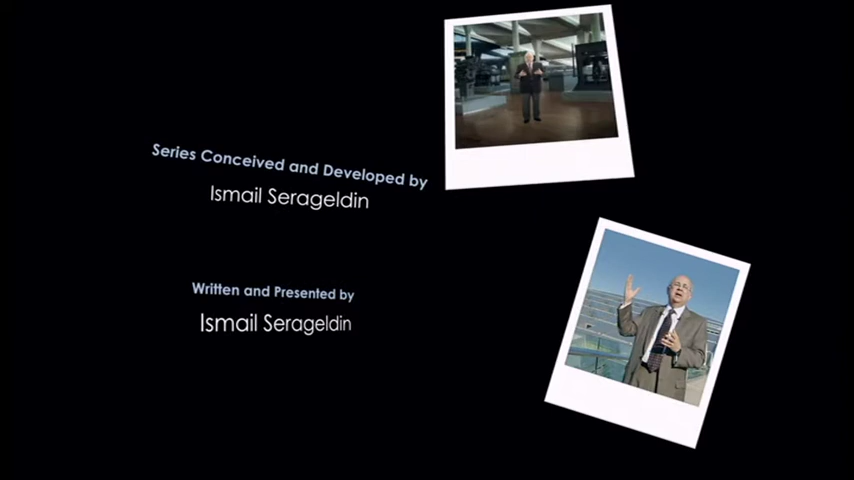 Series Conceived and Developed by
Ismail Serageldin
Written and Presented by
Ismail Serageldin